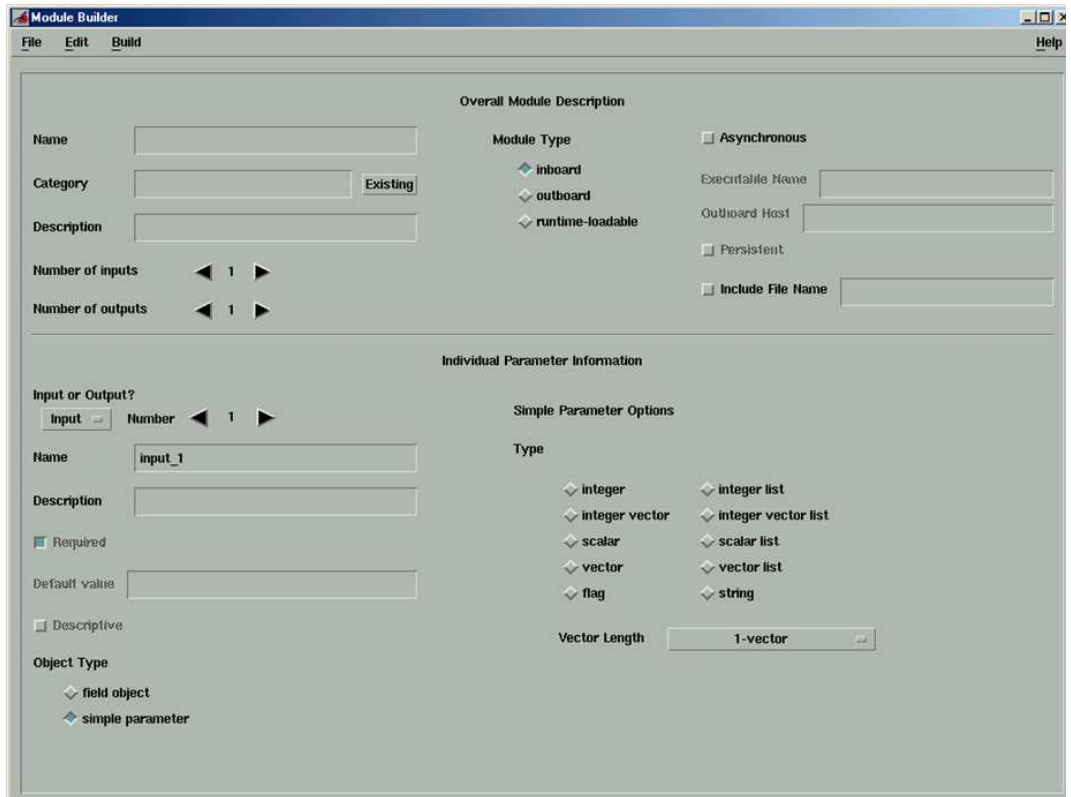 Module Builder
File Edit Build Help
Overall Module Description
Name
Category Existing
Description
Number of inputs 1
Number of outputs 1
Module Type
inboard
outboard
runtime-loadable
Asynchronous
Executable Name
Outboard Host
Persistent
Include File Name
Individual Parameter Information
Input or Output?
Input Number 1
Name input_1
Description
Required
Default value
Descriptive
Object Type
field object
simple parameter
Simple Parameter Options
Type
integer integer list
integer vector integer vector list
scalar scalar list
vector vector list
flag string
Vector Length 1-vector